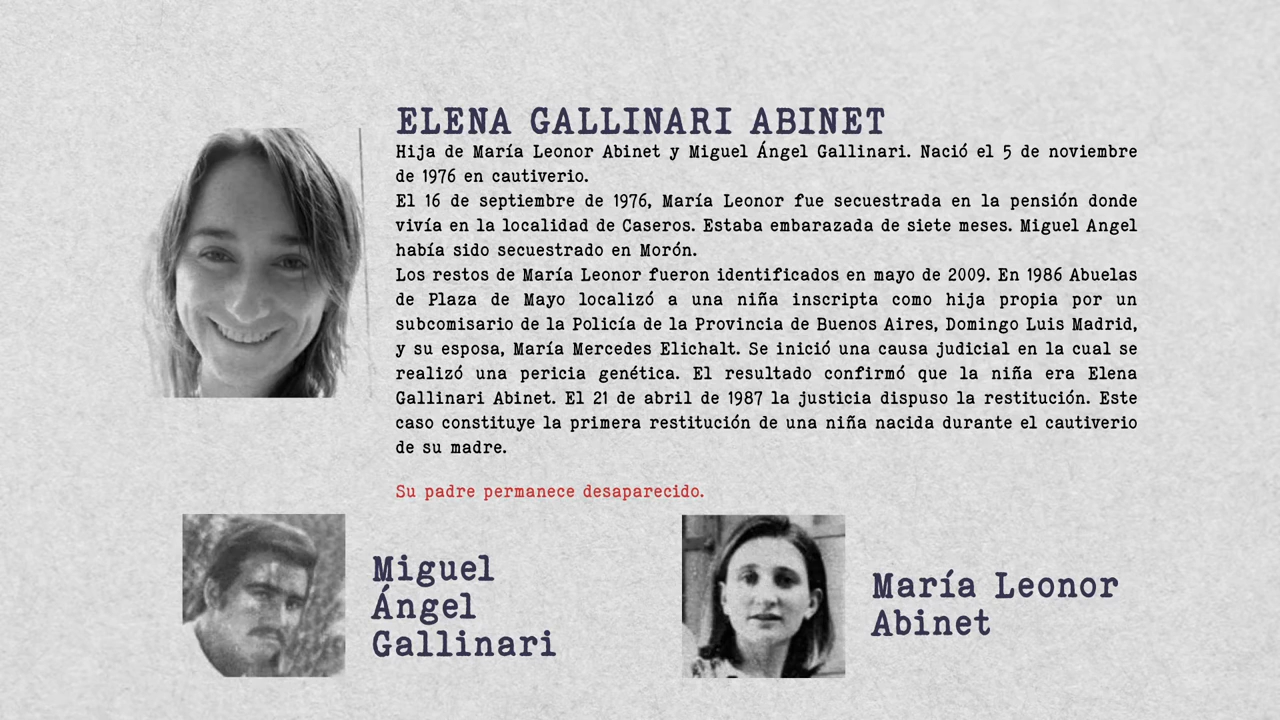 ELENA GALLINARI ABINET
Hija de María Leonor Abinet y Miguel Ángel Gallinari. Nació el 5 de noviembre
de 1976 en cautiverio.
El 16 de septiembre de 1976, María Leonor fue secuestrada en la pensión donde
vivía en la localidad de Caseros. Estaba embarazada de siete meses. Miguel Angel
había sido secuestrado en Morón.
Los restos de María Leonor fueron identificados en mayo de 2009. En 1986 Abuelas
de Plaza de Mayo localizó a una niña inscripta como hija propia por un
subcomisario de la Policía de la Provincia de Buenos Aires, Domingo Luis Madrid,
y su esposa, María Mercedes Elichalt. Se inició una causa judicial en la cual se
realizó una pericia genética. El resultado confirmó que la niña era Elena
Gallinari Abinet. El 21 de abril de 1987 la justicia dispuso la restitución. Este
caso constituye la primera restitución de una niña nacida durante el cautiverio
de su madre.
Su padre permanece desaparecido.
Miguel
Ángel
Gallinari
María Leonor
Abinet